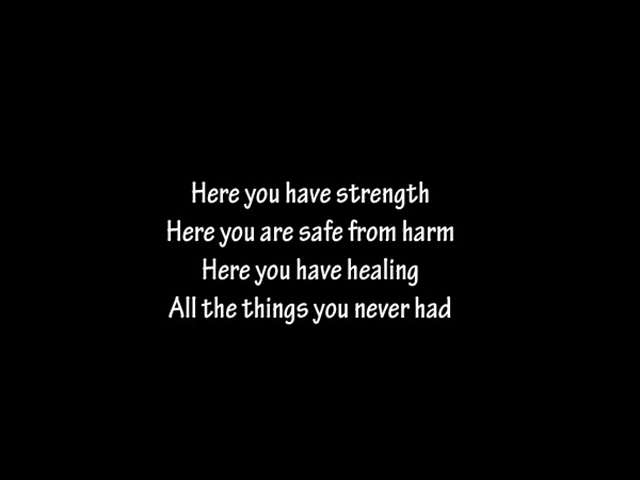 Here you have strength
Here you are safe from harm
Here you have healing
All the things you never had